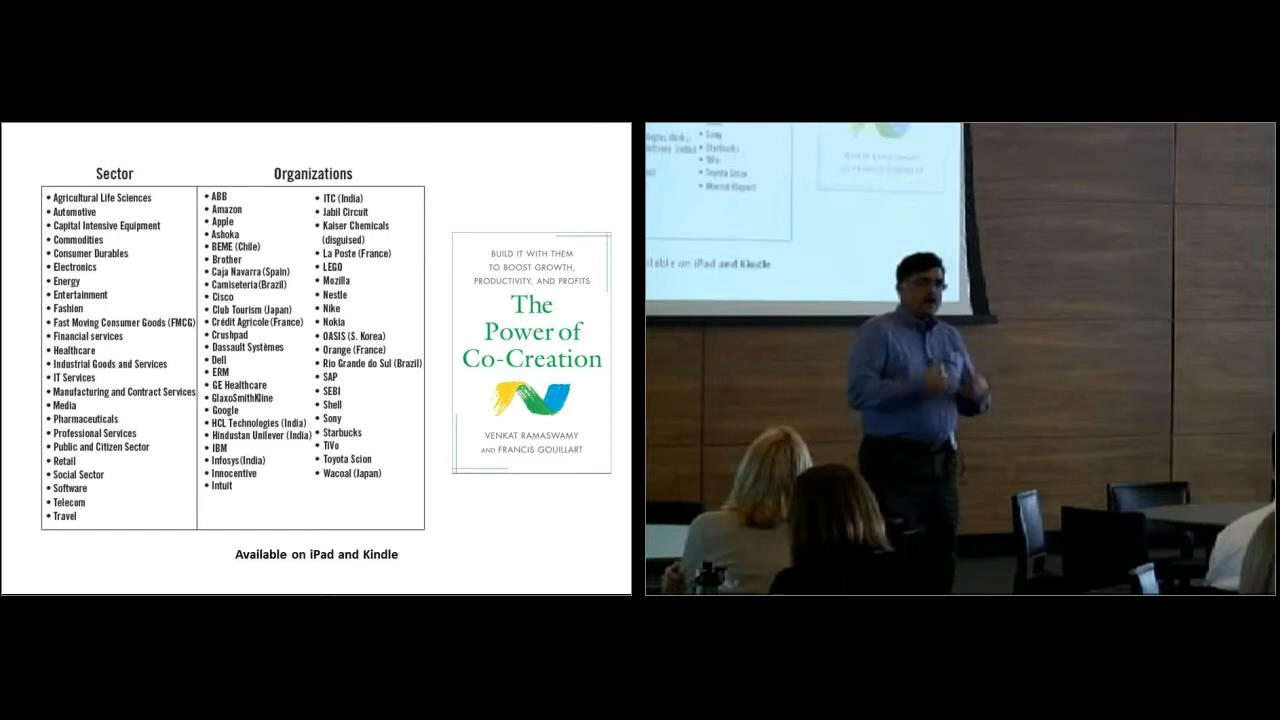 Sector
• Agricultural Life Sciences
• Automotive
• Capital Intensive Equipment
• Commodities
• Consumer Durables
• Electronics
• Energy
• Entertainment
• Fashion
• Fast Moving Consumer Goods (FMCG)
• Financial services
• Healthcare
• Industrial Goods and Services
• IT Services
• Manufacturing and Contract Services
• Media
• Pharmaceuticals
• Professional Services
• Public and Citizen Sector
• Retail
• Social Sector
• Software
• Telecom
• Travel
Organizations
• ABB
• Amazon
• Apple
• Ashoka
• BEME (Chile)
• Brother
• Caja Navarra (Spain)
• Camiseteria(Brazil)
• Cisco
• Club Tourism (Japan)
• Crédit Agricole (France)
• Crushpad
• Dassault Systèmes
• Dell
• ERM
• GE Healthcare
• GlaxoSmithKline
• Google
• HCL Technologies (India)
• Hindustan Unilever (India)
• IBM
• Infosys(India)
• Innocentive
• Intuit
• ITC (India)
• Jabil Circuit
• Kaiser Chemicals
(disguised)
• La Poste (France)
• LEGO
• Mozilla
• Nestle
• Nike
• Nokia
• OASIS (S. Korea)
• Orange (France)
• Rio Grande do Sul (Brazil)
• SAP
• SEBI
• Shell
• Sony
• Starbucks
• TiVo
• Toyota Scion
• Wacoal (Japan)
BUILD IT WITH THEM
TO BOOST GROWTH,
PRODUCTIVITY, AND PROFITS
The
Power of
Co-Creation
VENKAT RAMASWAMY
AND FRANCIS GOUILLART
Available on iPad and Kindle
• Sony
• Starbucks
• TiVo
• Toyota Scion
on iPad and Kindle